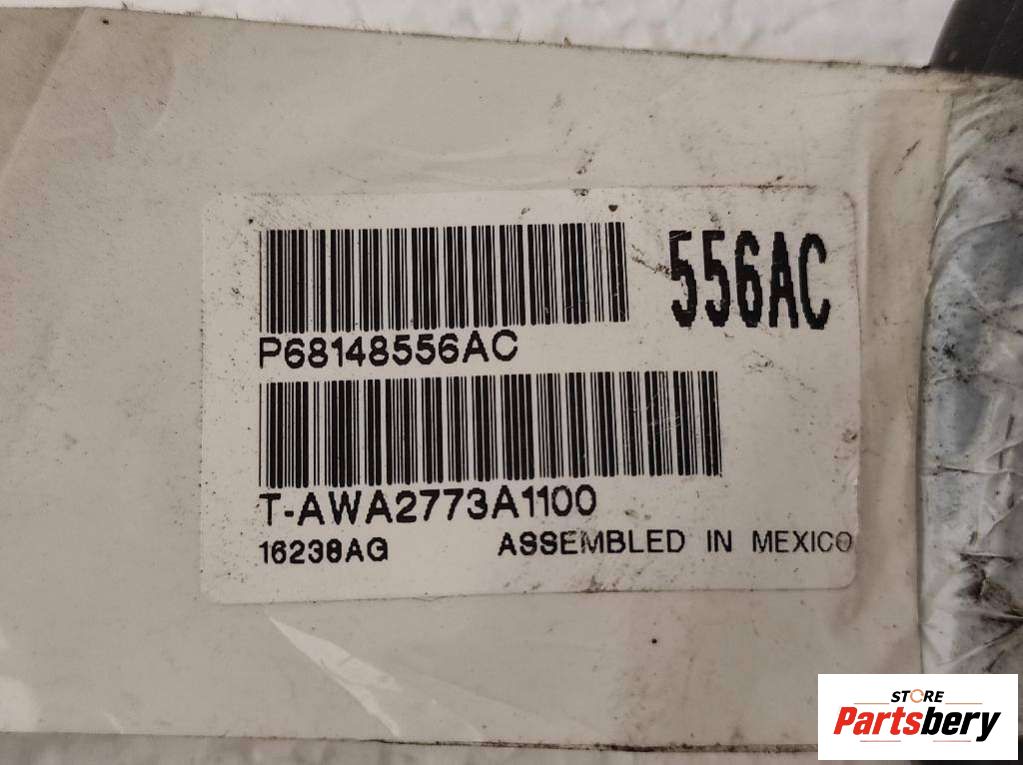 556AC
P68148556AC
T-AWA2773A1100
16238AG ASSEMBLED IN MEXICO
STORE
Partsbery